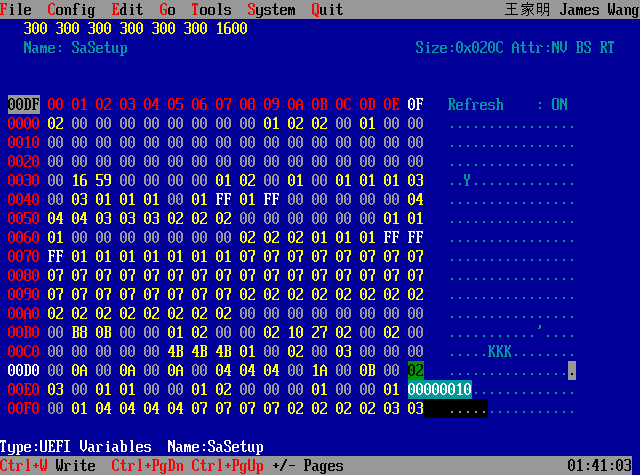 File Config Edit Go Tools System Quit 王家明 James Wang
300 300 300 300 300 300 1600
Name: SaSetup Size:0x020C Attr:NV BS RT
00DF 00 01 02 03 04 05 06 07 08 09 0A 0B 0C 0D 0E 0F Refresh : ON
0000 02 00 00 00 00 00 00 00 00 01 02 02 00 01 00 00 ................
0010 00 00 00 00 00 00 00 00 00 00 00 00 00 00 00 00 ................
0020 00 00 00 00 00 00 00 00 00 00 00 00 00 00 00 00 ................
0030 00 16 59 00 00 00 00 01 02 00 01 00 01 01 01 03 ..Y.............
0040 00 03 01 01 01 00 01 FF 01 FF 00 00 00 00 00 04 ................
0050 04 04 03 03 03 02 02 02 00 00 00 00 00 00 01 01 ................
0060 01 00 00 00 00 00 00 00 02 02 02 01 01 01 FF FF ................
0070 FF 01 01 01 01 01 01 07 07 07 07 07 07 07 07 07 ................
0080 07 07 07 07 07 07 07 07 07 07 07 07 07 07 07 07 ................
0090 07 07 07 07 07 07 07 02 02 02 02 02 02 02 02 02 ................
00A0 02 02 02 02 02 02 02 00 00 00 00 00 00 00 00 00 ................
00B0 00 B8 0B 00 00 01 02 00 00 02 10 27 02 00 02 00 ...........'....
00C0 00 00 00 00 00 4B 4B 4B 01 00 02 00 03 00 00 00 .....KKK........
00D0 00 0A 00 0A 00 0A 00 04 04 04 00 1A 00 0B 00 02 .
00E0 03 00 01 01 00 00 01 02 00 00 00 01 00 00 01 00000010.............
00F0 00 01 04 04 04 04 07 07 07 07 02 02 02 02 03 03 ................
Type:UEFI Variables Name:SaSetup
Ctrl+W Write Ctrl+PgDn Ctrl+PgUp +/- Pages 01:41:03